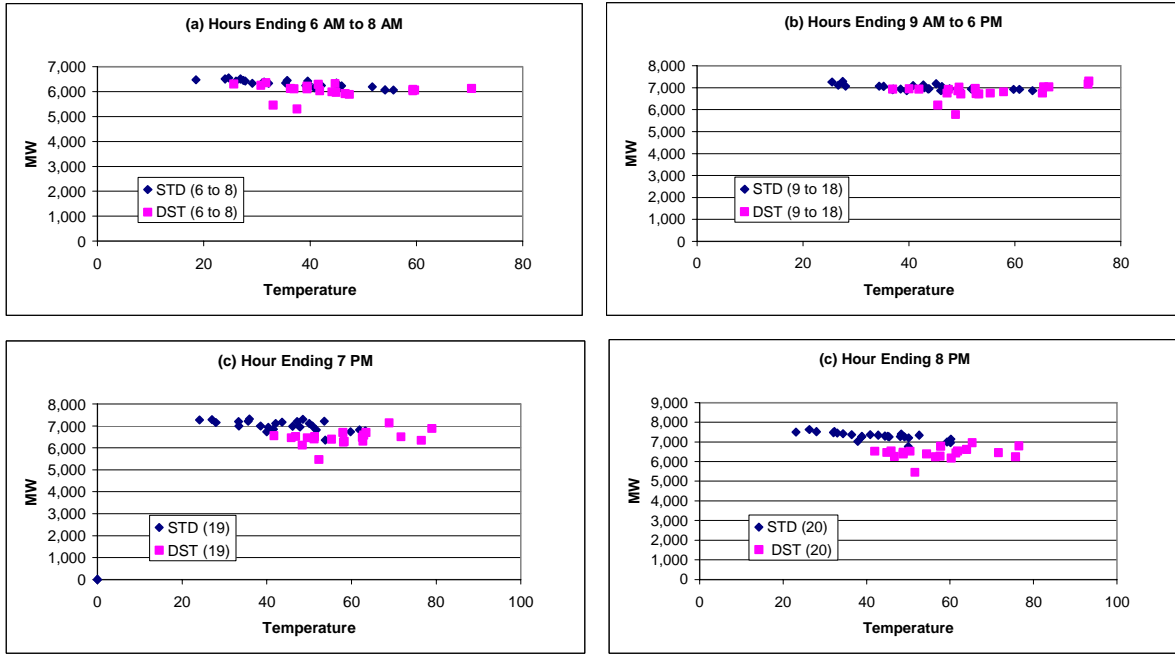 (a) Hours Ending 6 AM to 8 AM
7,000
6,000
5,000
4,000
3,000
2,000
1,000
0
MW
STD (6 to 8)
DST (6 to 8)
0 20 40 60 80
Temperature
(b) Hours Ending 9 AM to 6 PM
8,000
7,000
6,000
5,000
4,000
3,000
2,000
1,000
0
MW
STD (9 to 18)
DST (9 to 18)
0 20 40 60 80
Temperature
(c) Hour Ending 7 PM
8,000
7,000
6,000
5,000
4,000
3,000
2,000
1,000
0
MW
STD (19)
DST (19)
0 20 40 60 80 100
Temperature
(c) Hour Ending 8 PM
9,000
8,000
7,000
6,000
5,000
4,000
3,000
2,000
1,000
0
MW
STD (20)
DST (20)
0 20 40 60 80 100
Temperature